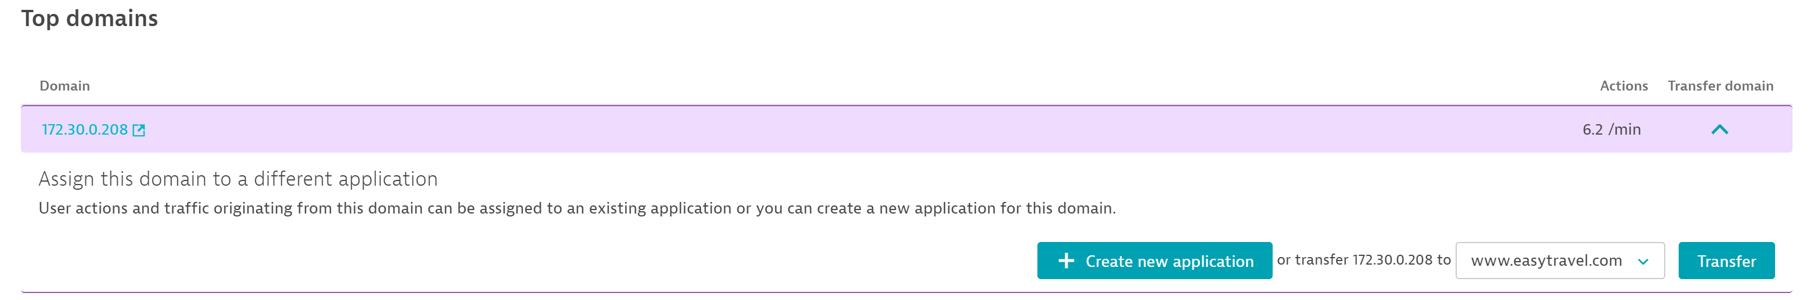 Top domains
Domain Actions Transfer domain
172.30.0.208 6.2 /min
Assign this domain to a different application
User actions and traffic originating from this domain can be assigned to an existing application or you can create a new application for this domain.
+ Create new application or transfer 172.30.0.208 to www.easytravel.com Transfer